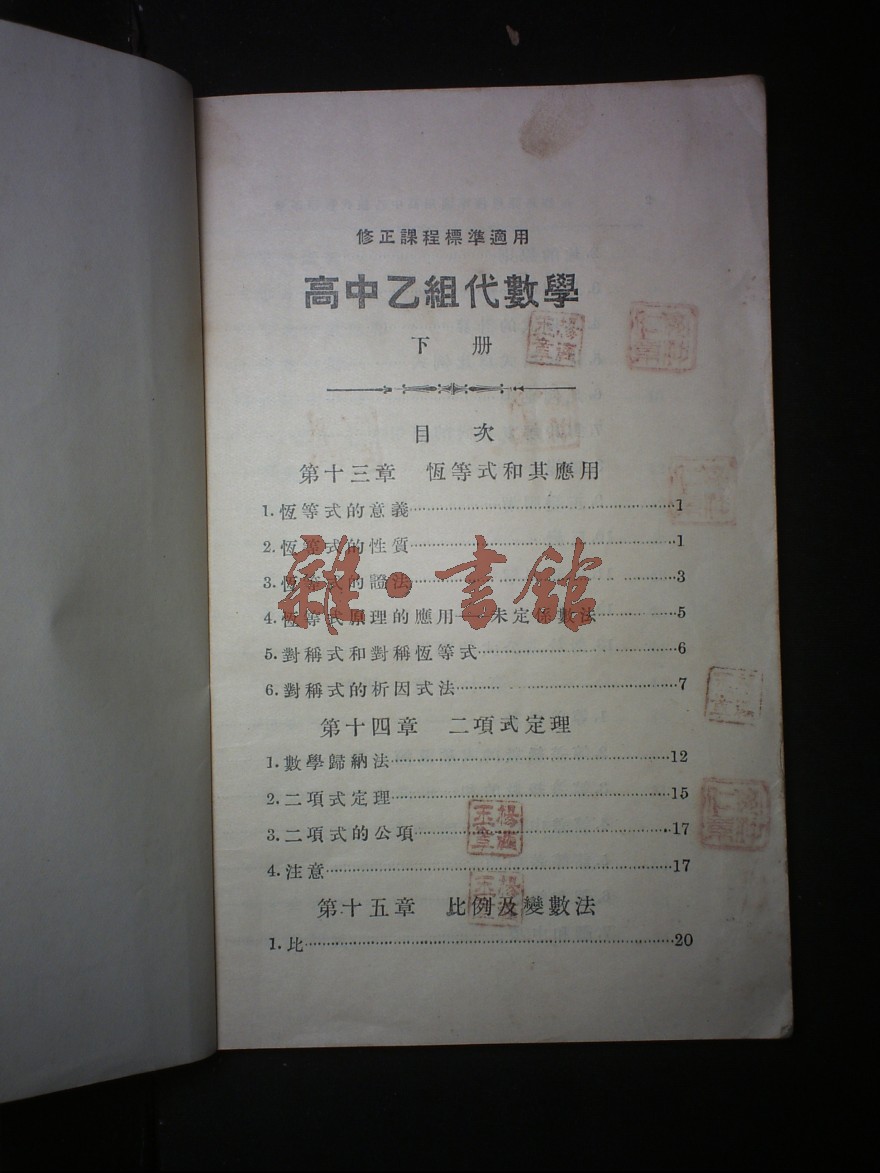 修正課程標準適用
高中乙組代數學
下 册
目 次
第十三章 恆等式和其應用
1.恆等式的意義……1
2.恆等式的性質……1
3.恆等式的證法……3
4.恆等式原理的應用——未定係數法……5
5.對稱式和對稱恆等式……6
6.對稱式的析因式法……7
第十四章 二項式定理
1.數學歸納法……12
2.二項式定理……15
3.二項式的公項……17
4.注意……17
第十五章 比例及變數法
1.比……20
雜·書館